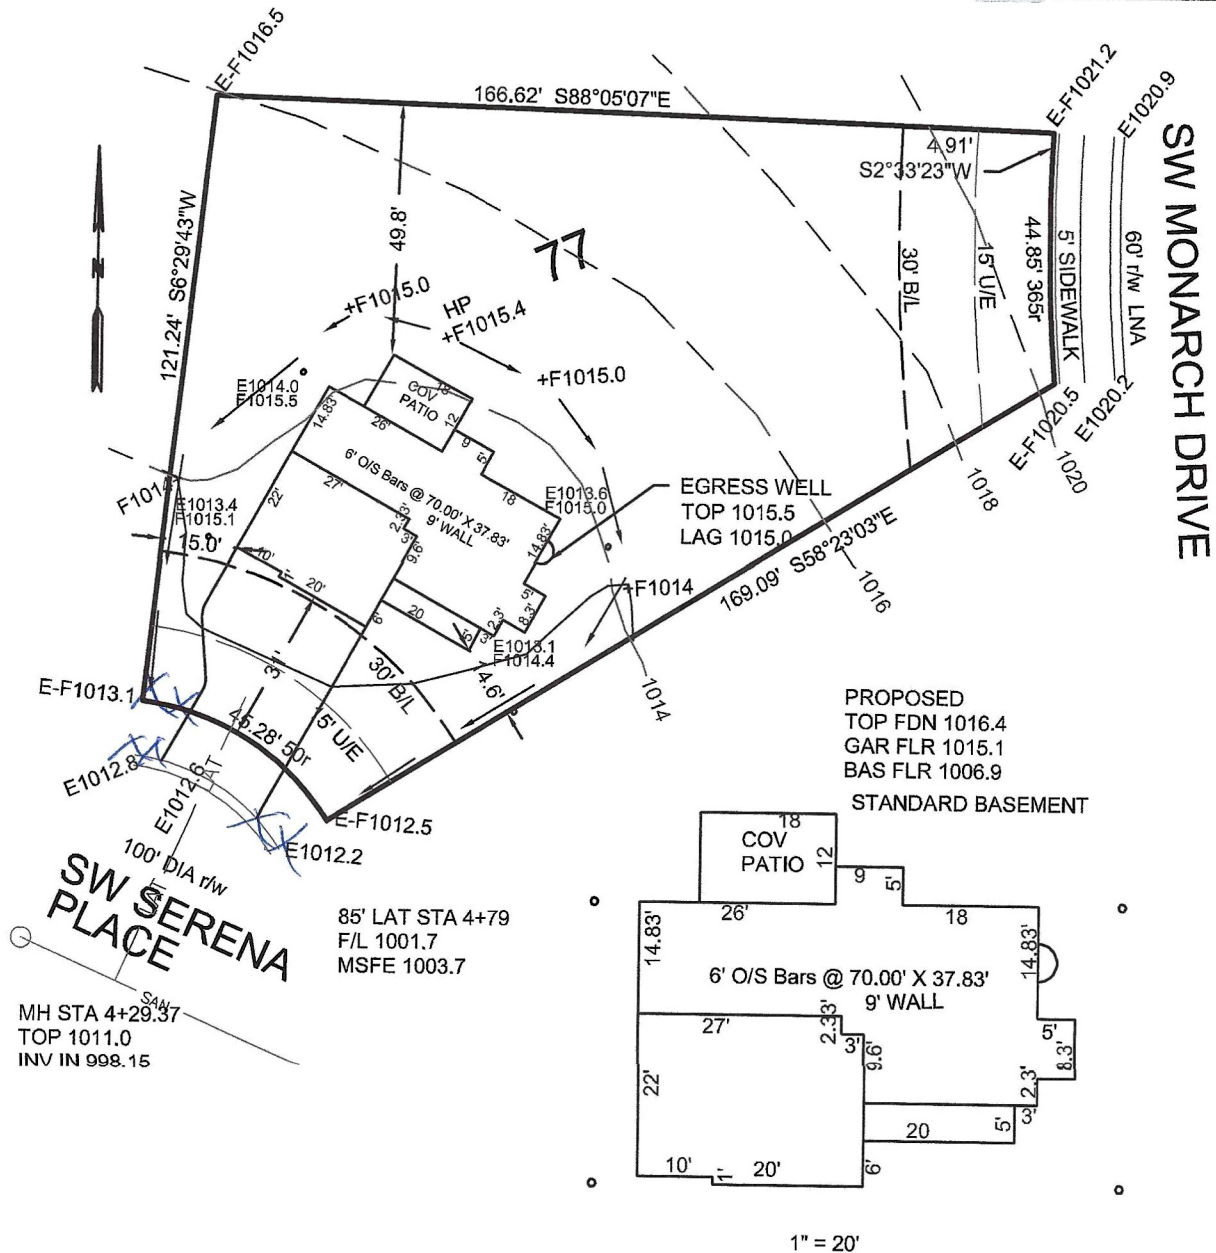 E-F1016.5
166.62' S88°05'07"E
E-F1021.2
E1020.9
4.91'
S2°33'23"W
SW MONARCH DRIVE
121.24' S6°29'43"W
N
49.8'
77
30' B/L
15' U/E
44.85' 365r
5' SIDEWALK
60' r/w LNA
+F1015.0
HP
+F1015.4
+F1015.0
E1014.0
F1015.5
COV
PATIO
18
12
14.83'
26'
9
5'
6' O/S Bars @ 70.00' X 37.83'
9' WALL
18
22'
27'
2.33'
3'
9.6'
14.83'
E1013.6
F1015.0
EGRESS WELL
TOP 1015.5
LAG 1015.0
E-F1020.5
E1020.2
1020
1018
1016
1014
E1013.4
F1015.1
15.0'
10'
1'
20'
6'
20
5'
3'
2.3'
8.3'
5'
+F1014
E1013.1
F1014.4
169.09' S58°23'03"E
30' B/L
14.6'
E-F1013.1
45.28' 50r
15' U/E
E1012.8
E1012.6
E-F1012.5
E1012.2
100' DIA r/w
SW SERENA
PLACE
85' LAT STA 4+79
F/L 1001.7
MSFE 1003.7
SAN
MH STA 4+29.37
TOP 1011.0
INV IN 998.15
PROPOSED
TOP FDN 1016.4
GAR FLR 1015.1
BAS FLR 1006.9
STANDARD BASEMENT
18
COV
PATIO
12
9
5'
26'
18
14.83'
14.83'
6' O/S Bars @ 70.00' X 37.83'
9' WALL
27'
2.33'
3'
9.6'
5'
8.3'
2.3'
3'
22'
20
5'
10'
1'
20'
6'
1" = 20'